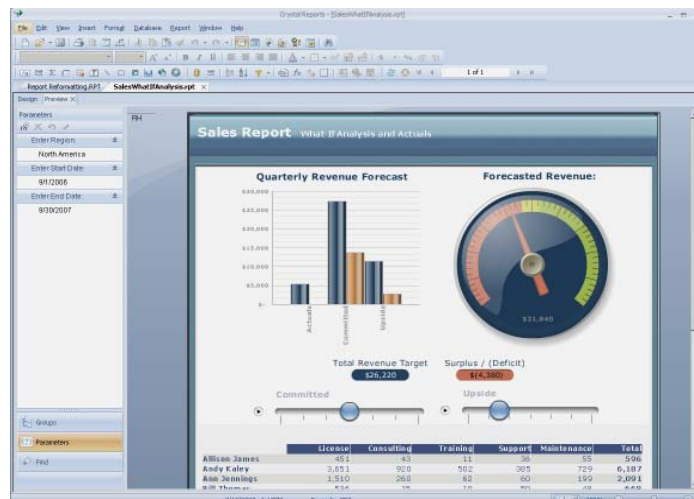 Crystal Reports - [SalesWhatIfAnalysis.rpt]
File Edit View Insert Format Database Report Window Help
1 of 1
Report Reformatting.RPT SalesWhatIfAnalysis.rpt
Design Preview
Parameters
RH
Enter Region:
North America
Enter Start Date:
9/1/2006
Enter End Date:
9/30/2007
Groups
Parameters
Find
Sales Report What If Analysis and Actuals
Quarterly Revenue Forecast
Forecasted Revenue:
$30,000
$25,000
$20,000
$15,000
$10,000
$5,000
$-
Actuals
Committed
Upside
$21,840
Total Revenue Target Surplus / (Deficit)
$26,220 $(4,380)
Committed Upside
License Consulting Training Support Maintenance Total
Allison James 451 43 11 36 55 596
Andy Kaley 3,651 920 502 385 729 6,187
Ann Jennings 1,510 260 62 60 199 2,091
Bill Thomas